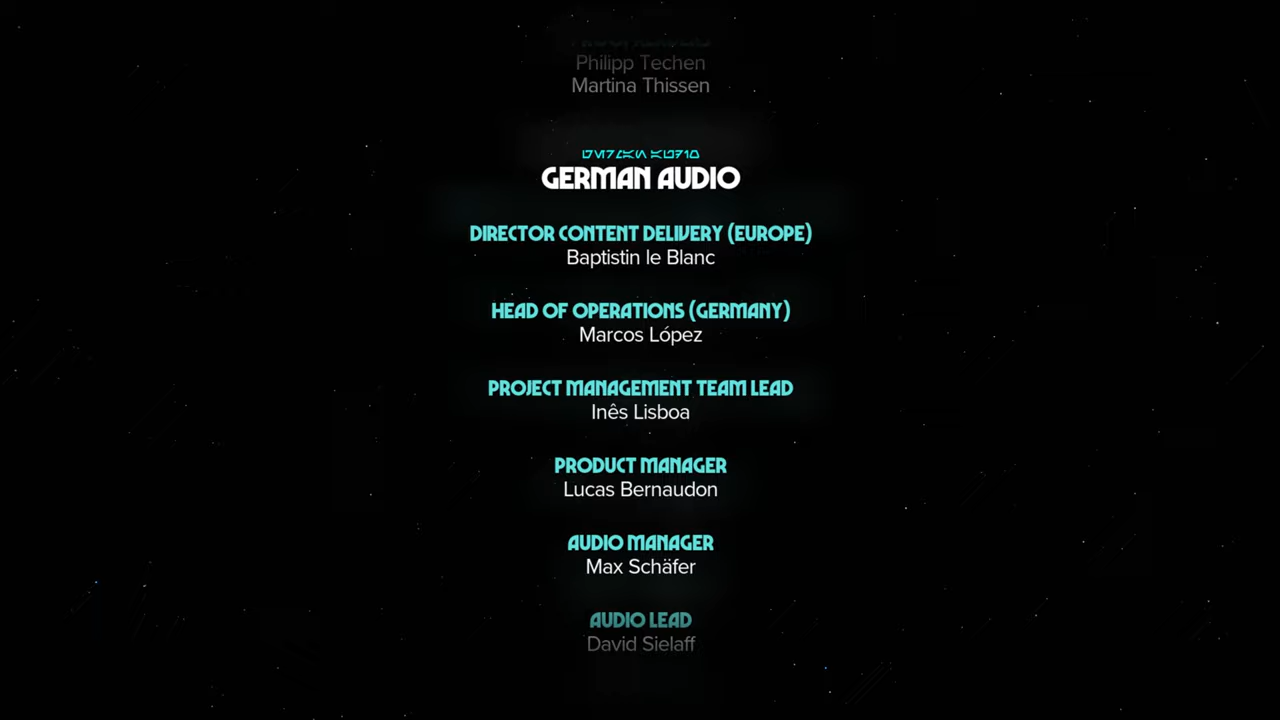 Philipp Techen
Martina Thissen
GERMAN AUDIO
DIRECTOR CONTENT DELIVERY (EUROPE)
Baptistin le Blanc
HEAD OF OPERATIONS (GERMANY)
Marcos López
PROJECT MANAGEMENT TEAM LEAD
Inês Lisboa
PRODUCT MANAGER
Lucas Bernaudon
AUDIO MANAGER
Max Schäfer
AUDIO LEAD
David Sielaff